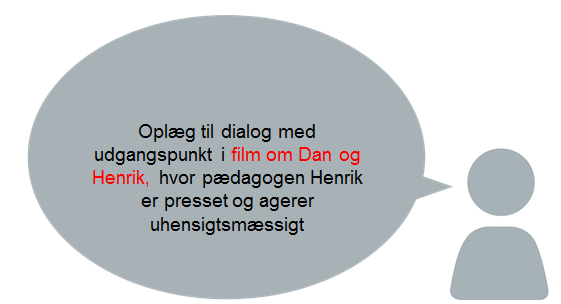 Oplæg til dialog med
udgangspunkt i film om Dan og
Henrik, hvor pædagogen Henrik
er presset og agerer
uhensigtsmæssigt